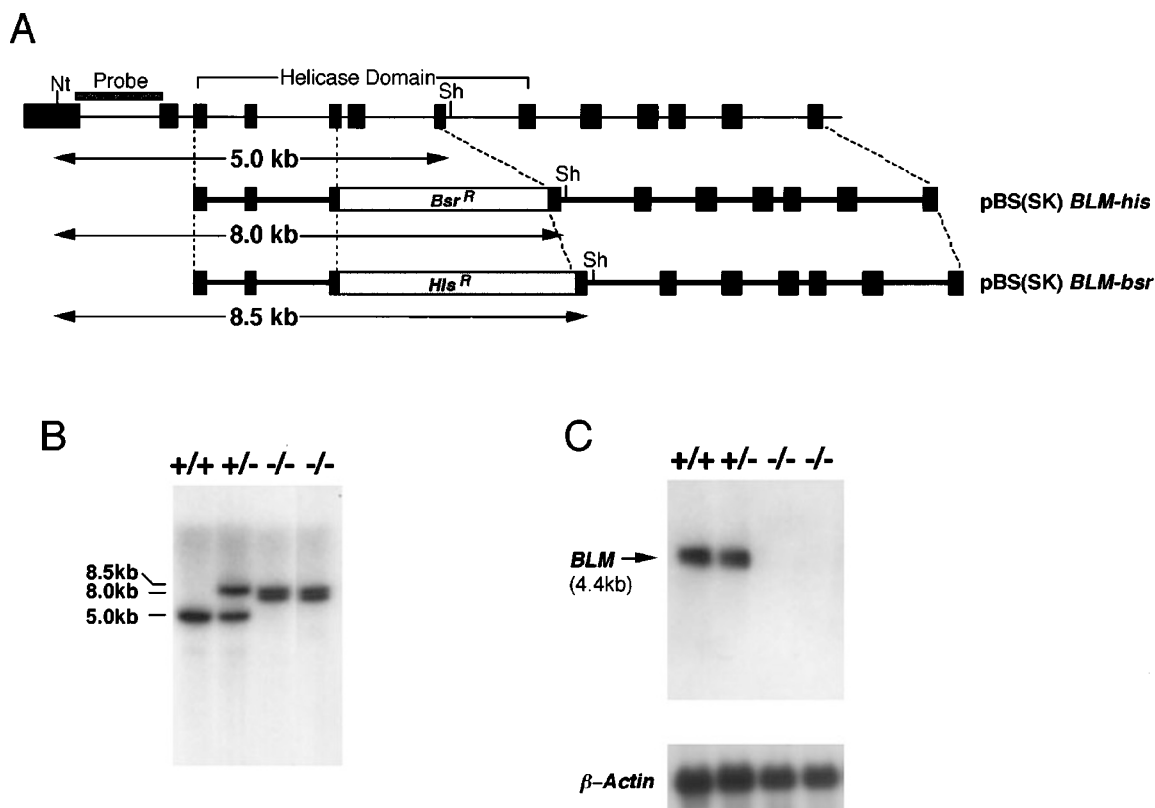 A
Nt Probe Helicase Domain Sh
5.0 kb
Sh
Bsr R pBS(SK) BLM-his
8.0 kb
Sh
HIs R pBS(SK) BLM-bsr
8.5 kb
B
+/+ +/- -/- -/-
8.5kb
8.0kb
5.0kb
C
+/+ +/- -/- -/-
BLM
(4.4kb)
β-Actin